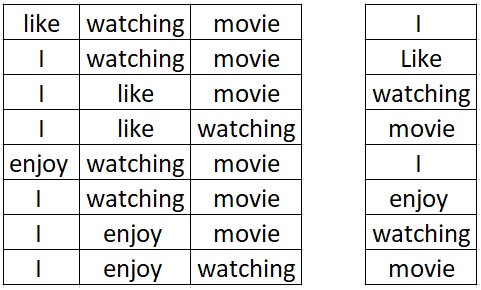 like watching movie I
I watching movie Like
I like movie watching
I like watching movie
enjoy watching movie I
I watching movie enjoy
I enjoy movie watching
I enjoy watching movie